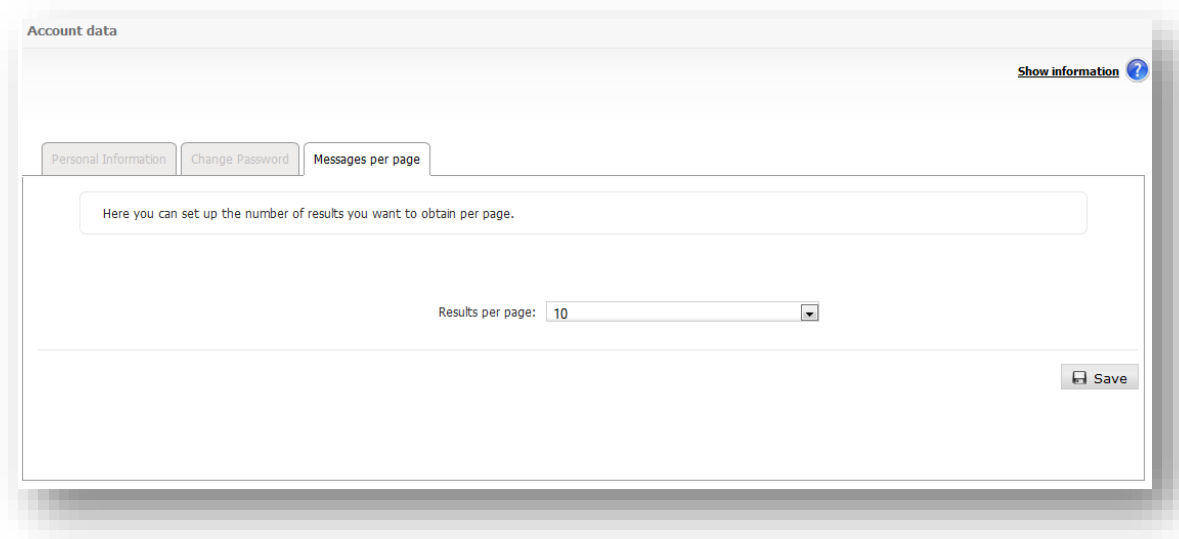 Account data
Show information
Personal Information
Change Password
Messages per page
Here you can set up the number of results you want to obtain per page.
Results per page: 10
Save